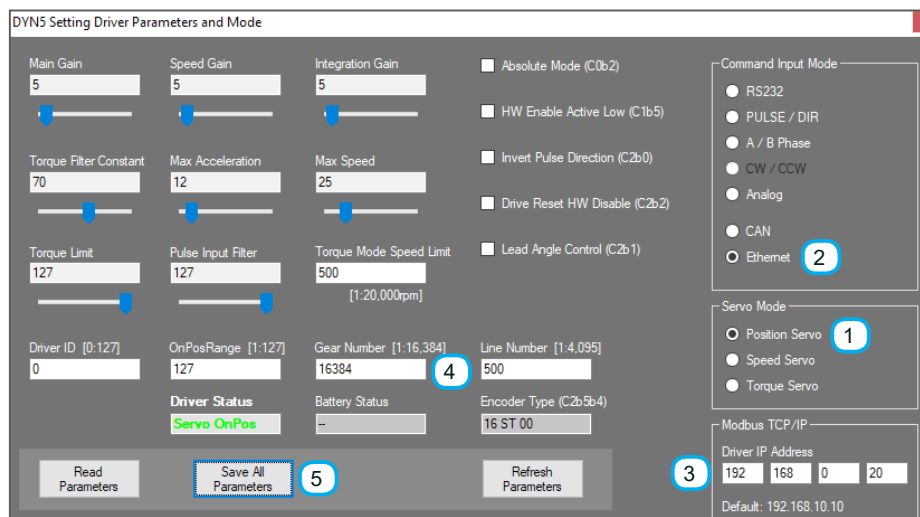 DYN5 Setting Driver Parameters and Mode
Main Gain
5
Speed Gain
5
Integration Gain
5
Torque Filter Constant
70
Max Acceleration
12
Max Speed
25
Torque Limit
127
Pulse Input Filter
127
Torque Mode Speed Limit
500
[1:20,000rpm]
Driver ID [0:127]
0
OnPosRange [1:127]
127
Gear Number [1:16,384]
16384
4
Line Number [1:4,095]
500
Driver Status
Servo OnPos
Battery Status
--
Encoder Type (C2b5b4)
16 ST 00
Read
Parameters
Save All
Parameters
5
Refresh
Parameters
Absolute Mode (C0b2)
HW Enable Active Low (C1b5)
Invert Pulse Direction (C2b0)
Drive Reset HW Disable (C2b2)
Lead Angle Control (C2b1)
Command Input Mode
RS232
PULSE / DIR
A / B Phase
CW / CCW
Analog
CAN
Ethernet
2
Servo Mode
Position Servo
1
Speed Servo
Torque Servo
Modbus TCP/IP
Driver IP Address
3
192 168 0 20
Default: 192.168.10.10